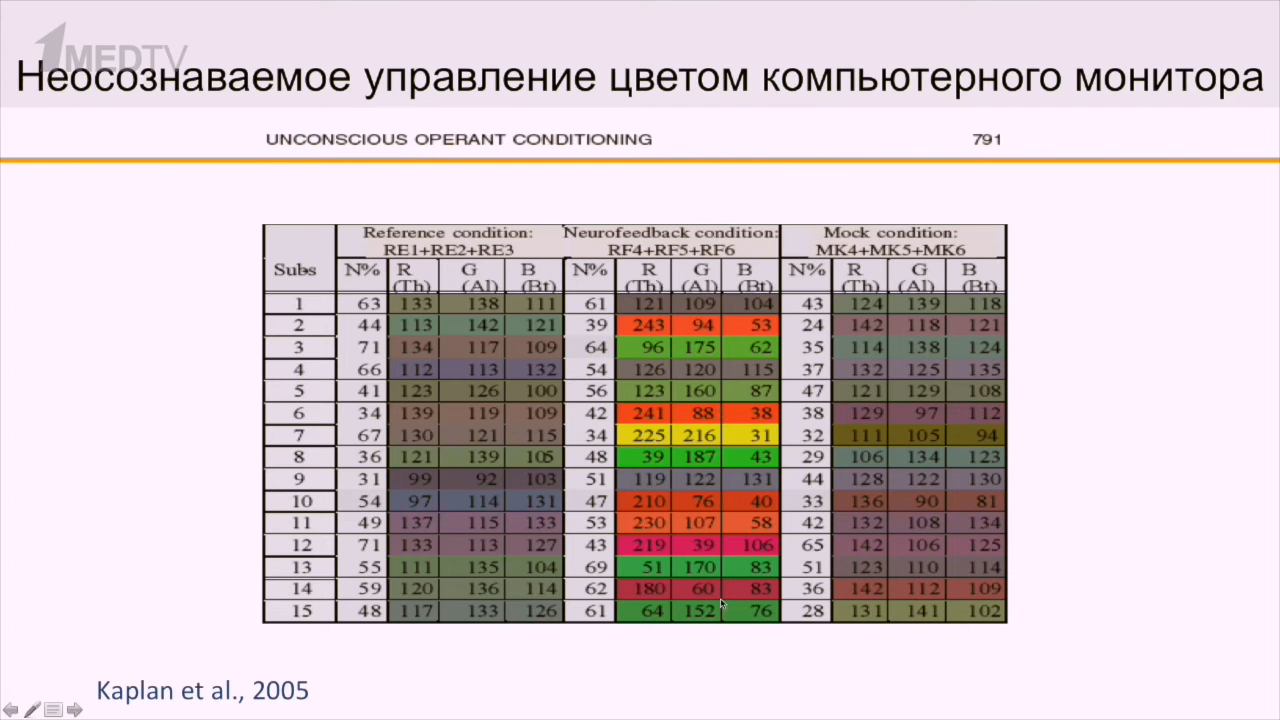 1MEDTV
Неосознаваемое управление цветом компьютерного монитора
UNCONSCIOUS OPERANT CONDITIONING 791
Reference condition: Neurofeedback condition: Mock condition:
RE1+RE2+RE3 RF4+RF5+RF6 MK4+MK5+MK6
Subs N% R G B N% R G B N% R G B
(Th) (Al) (Bt) (Th) (Al) (Bt) (Th) (Al) (Bt)
1 63 133 138 111 61 121 109 104 43 124 139 118
2 44 113 142 121 39 243 94 53 24 142 118 121
3 71 134 117 109 64 96 175 62 35 114 138 124
4 66 112 113 132 54 126 120 115 37 132 125 135
5 41 123 126 100 56 123 160 87 47 121 129 108
6 34 139 119 109 42 241 88 38 38 129 97 112
7 67 130 121 115 34 225 216 31 32 111 105 94
8 36 121 139 105 48 39 187 43 29 106 134 123
9 31 99 92 103 51 119 122 131 44 128 122 130
10 54 97 114 131 47 210 76 40 33 136 90 81
11 49 137 115 133 53 230 107 58 42 132 108 134
12 71 133 113 127 43 219 39 106 65 142 106 125
13 55 111 135 104 69 51 170 83 51 123 110 114
14 59 120 136 114 62 180 60 83 36 142 112 109
15 48 117 133 126 61 64 152 76 28 131 141 102
Kaplan et al., 2005